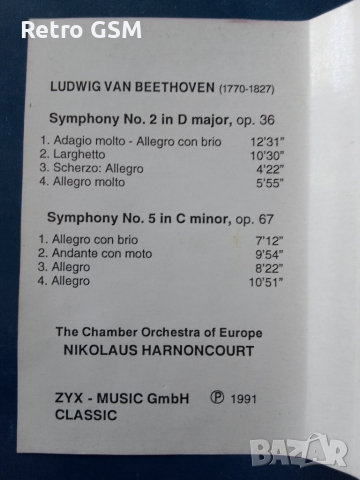 Retro GSM
LUDWIG VAN BEETHOVEN (1770-1827)
Symphony No. 2 in D major, op. 36
1. Adagio molto - Allegro con brio 12'31"
2. Larghetto 10'30"
3. Scherzo: Allegro 4'22"
4. Allegro molto 5'55"
Symphony No. 5 in C minor, op. 67
1. Allegro con brio 7'12"
2. Andante con moto 9'54"
3. Allegro 8'22"
4. Allegro 10'51"
The Chamber Orchestra of Europe
NIKOLAUS HARNONCOURT
ZYX - MUSIC GmbH ℗ 1991
CLASSIC
BAZAR.BG